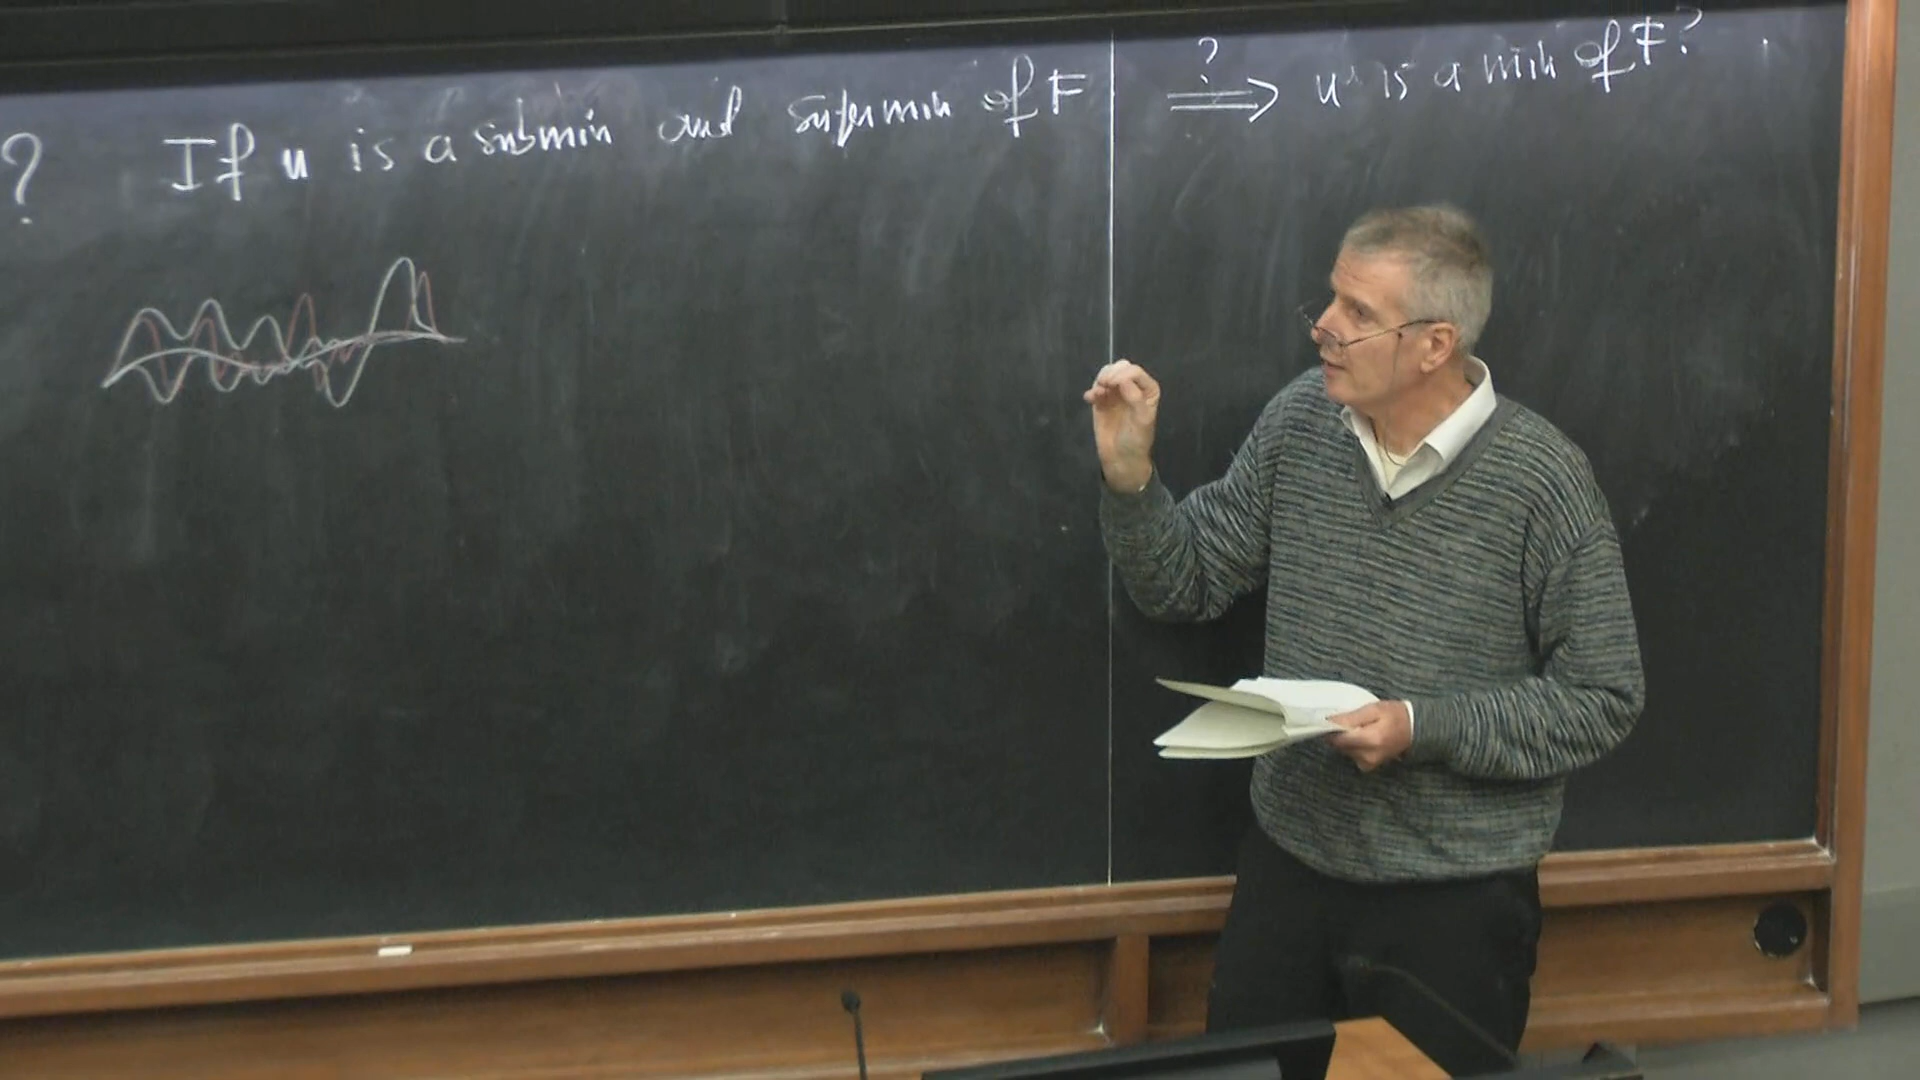 ? If u is a submin and supermin of F ?⟹ u is a min of F?